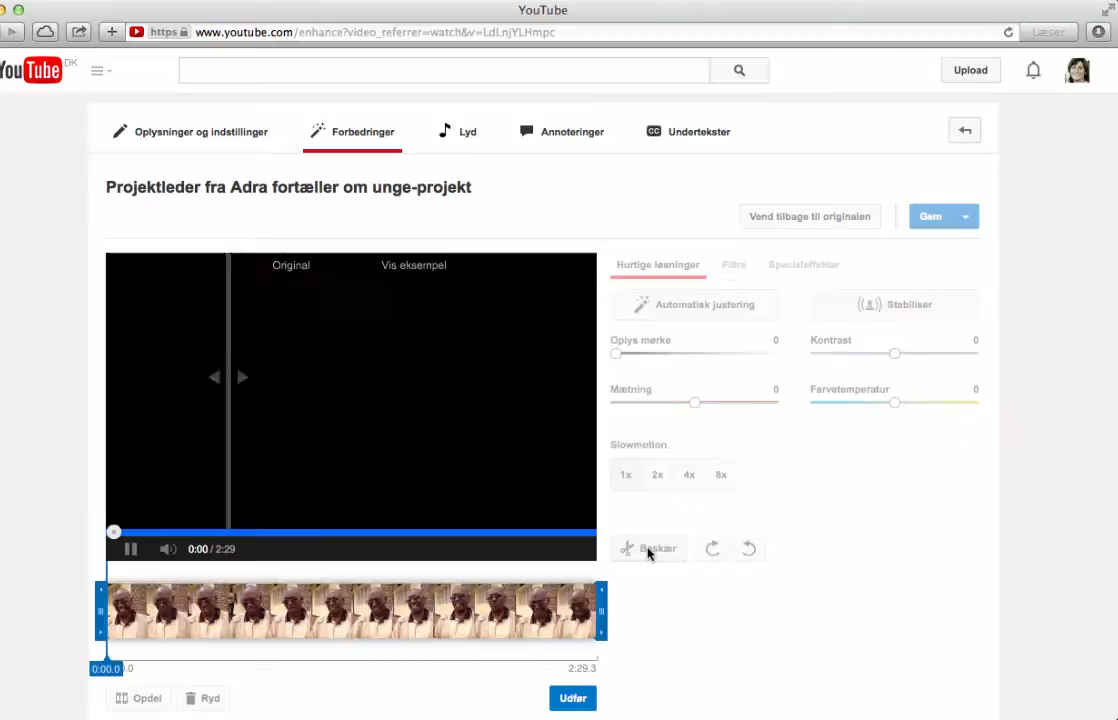 YouTube
https www.youtube.com/enhance?video_referrer=watch&v=LdLnjYLHmpc Læser
YouTube DK Upload
Oplysninger og indstillinger Forbedringer Lyd CC Undertekster Annoteringer
Projektleder fra Adra fortæller om unge-projekt
Vend tilbage til originalen Gem
Original Vis eksempel
Hurtige løsninger Filtre Specialeffekter
Automatisk justering Stabiliser
Oplys mørke 0 Kontrast 0
Mætning 0 Farvetemperatur 0
Slowmotion
1x 2x 4x 8x
0:00 / 2:29 Beskær
0:00.0 .0 2:29.3
Opdel Ryd Udfør